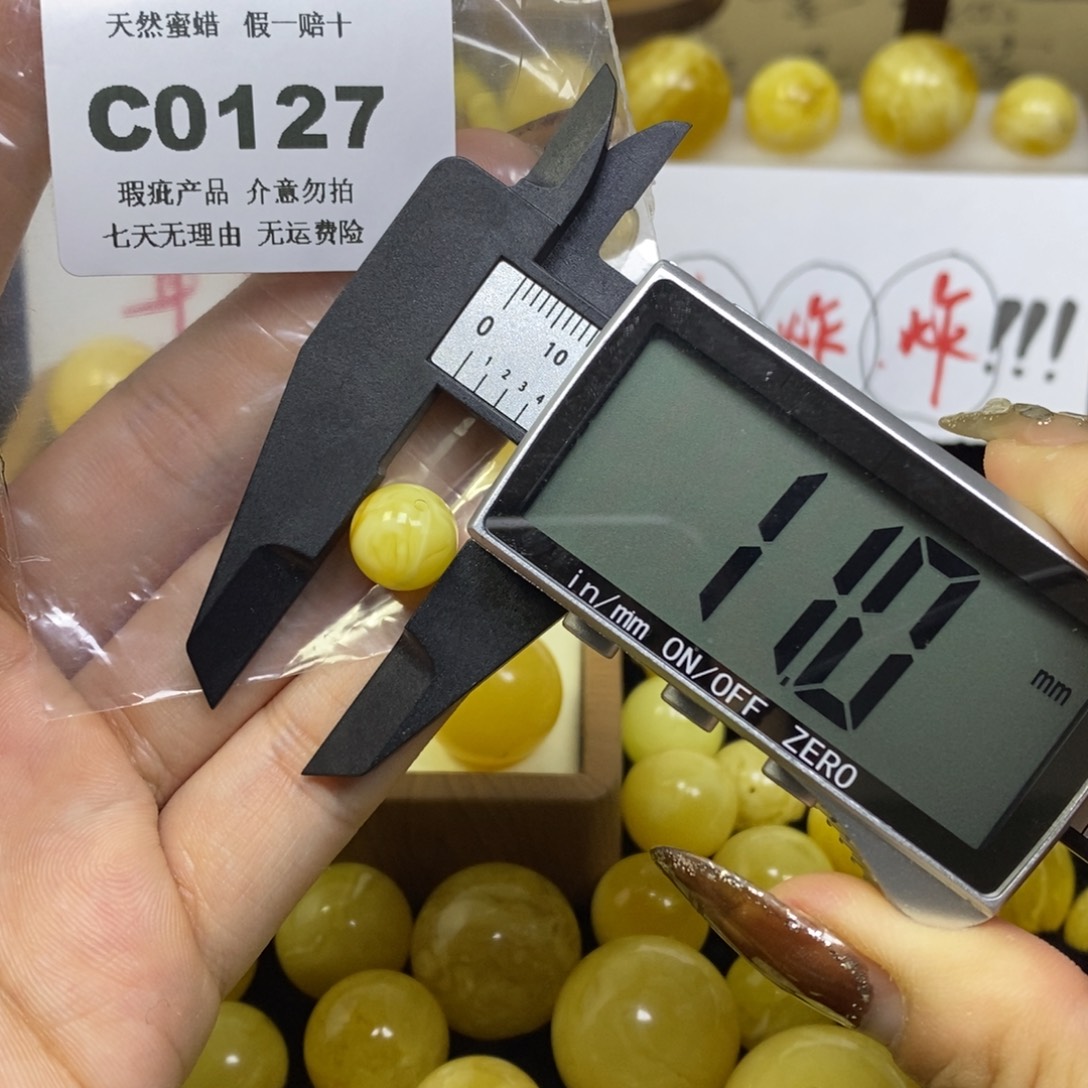 天然蜜蜡 假一赔十
C0127
瑕疵产品 介意勿拍
七天无理由 无运费险
炸 炸!!!
0 10
1 2 3 4
11.0 mm
in/mm ON/OFF ZERO